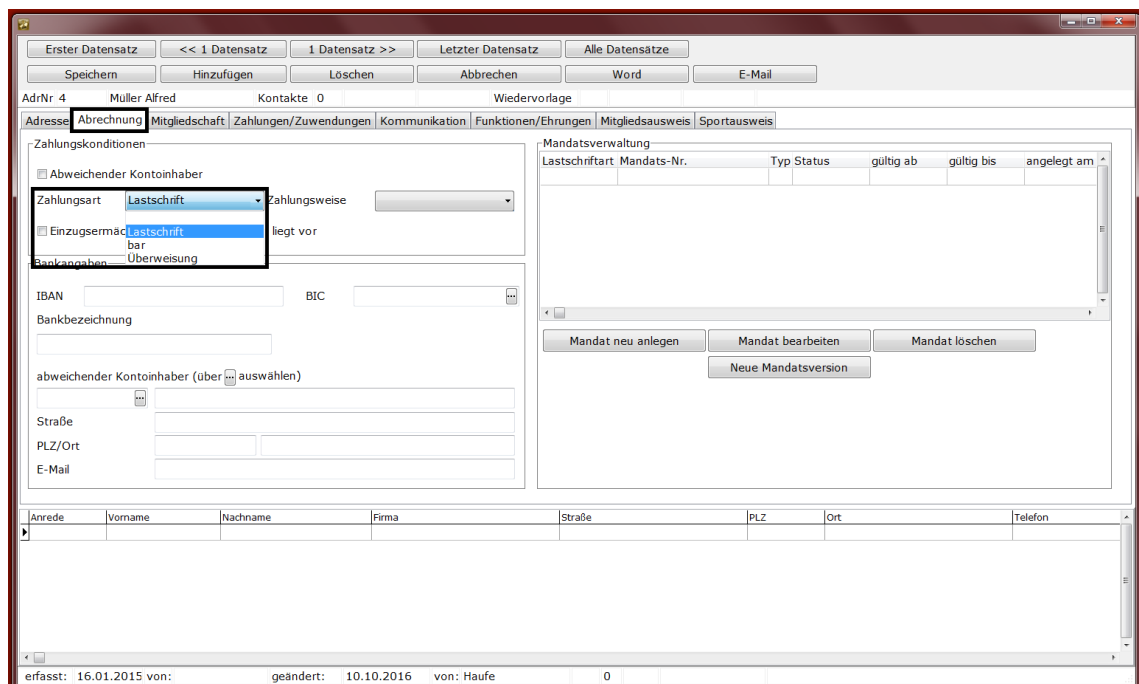 Erster Datensatz << 1 Datensatz 1 Datensatz >> Letzter Datensatz Alle Datensätze
Speichern Hinzufügen Löschen Abbrechen Word E-Mail
AdrNr 4 Müller Alfred Kontakte 0 Wiedervorlage
Adresse Abrechnung Mitgliedschaft Zahlungen/Zuwendungen Kommunikation Funktionen/Ehrungen Mitgliedsausweis Sportausweis
Zahlungskonditionen
Abweichender Kontoinhaber
Zahlungsart Lastschrift Zahlungsweise
Einzugsermäc liegt vor
Lastschrift
bar
Überweisung
Bankangaben
IBAN BIC ...
Bankbezeichnung
abweichender Kontoinhaber (über ... auswählen)
...
Straße
PLZ/Ort
E-Mail
Mandatsverwaltung
Lastschriftart Mandats-Nr. Typ Status gültig ab gültig bis angelegt am
Mandat neu anlegen Mandat bearbeiten Mandat löschen
Neue Mandatsversion
Anrede Vorname Nachname Firma Straße PLZ Ort Telefon
erfasst: 16.01.2015 von: geändert: 10.10.2016 von: Haufe 0